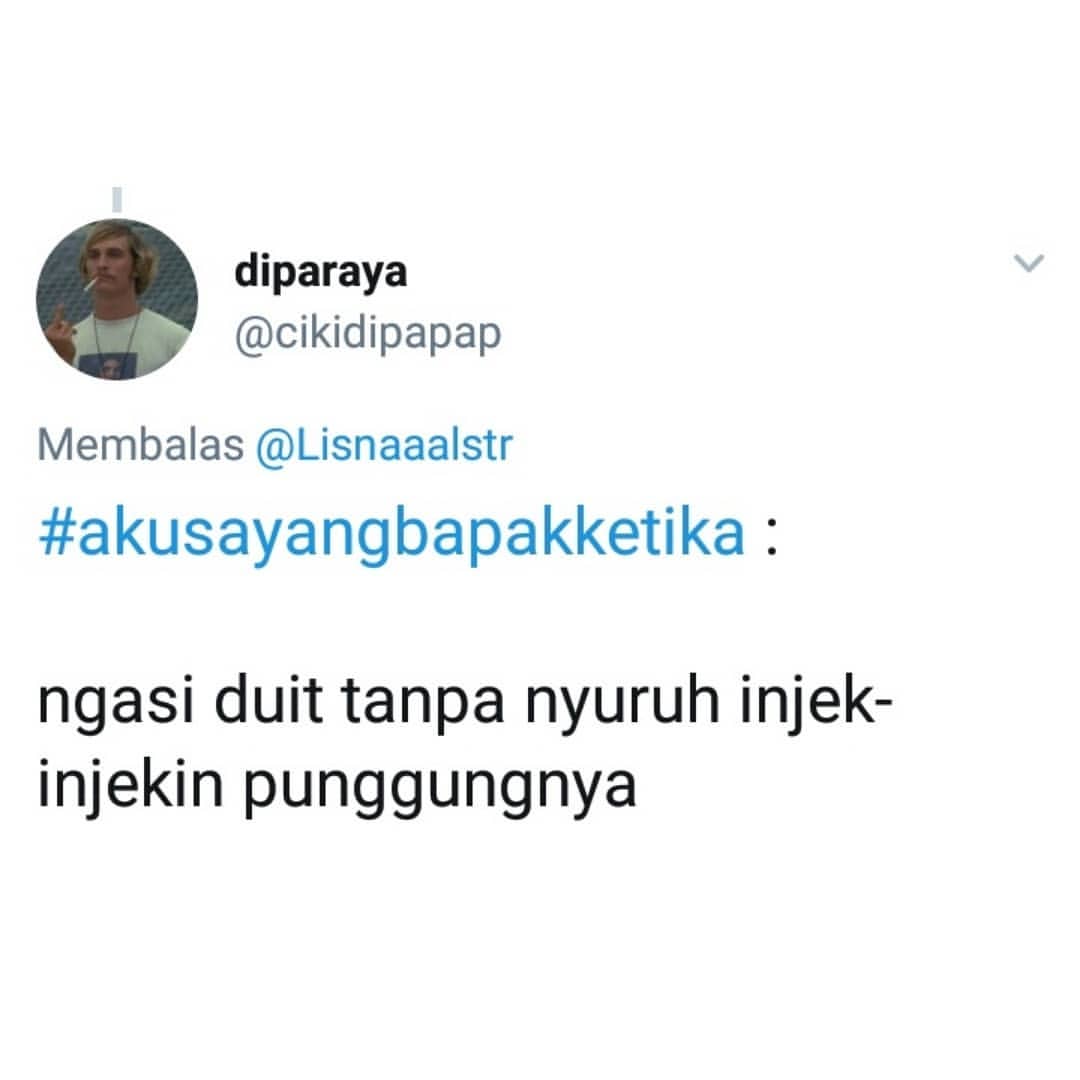 diparaya
@cikidipapap
Membalas @Lisnaaalstr
#akusayangbapakketika :
ngasi duit tanpa nyuruh injek-
injekin punggungnya